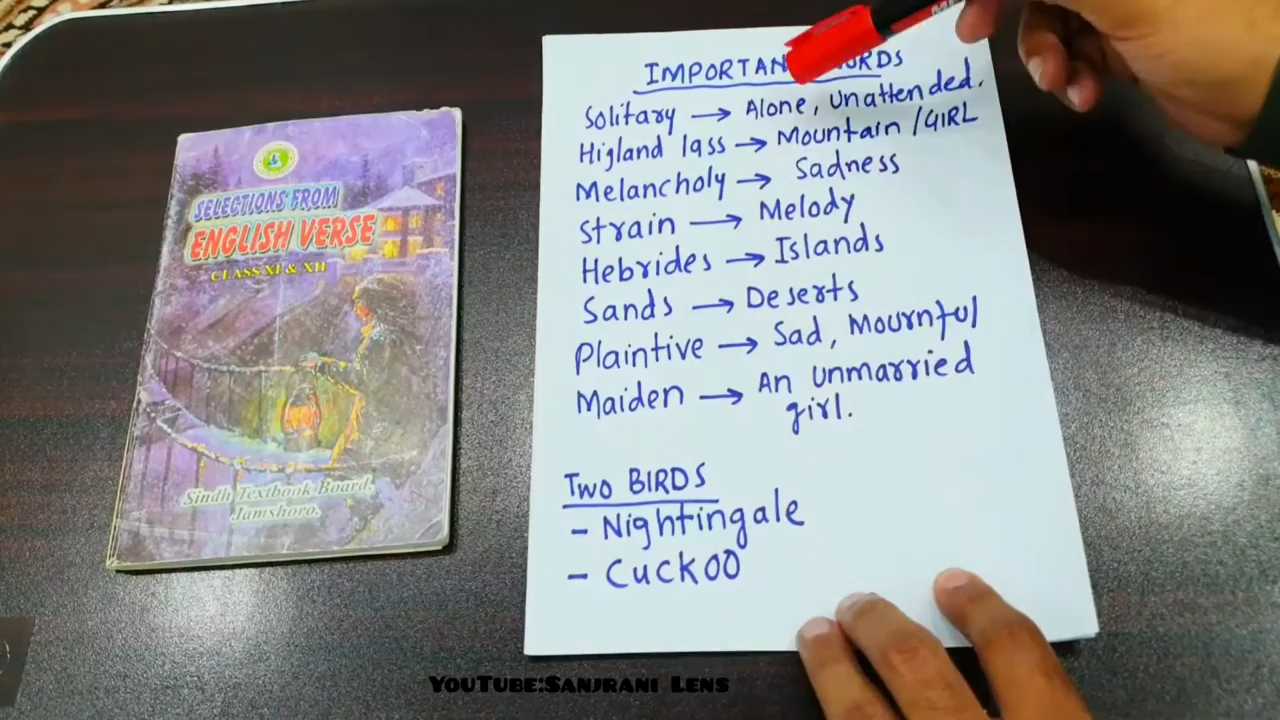 SELECTIONS FROM
ENGLISH VERSE
CLASS XI & XII
Sindh Textbook Board,
Jamshoro.
IMPORTAN WORDS
Solitary → Alone, Unattended.
Higland lass → Mountain / GIRL
Melancholy → Sadness
Strain → Melody
Hebrides → Islands
Sands → Deserts
Plaintive → Sad, Mournful
Maiden → An unmarried
girl.
Two BIRDS
- Nightingale
- Cuckoo
YouTube:Sanjrani Lens